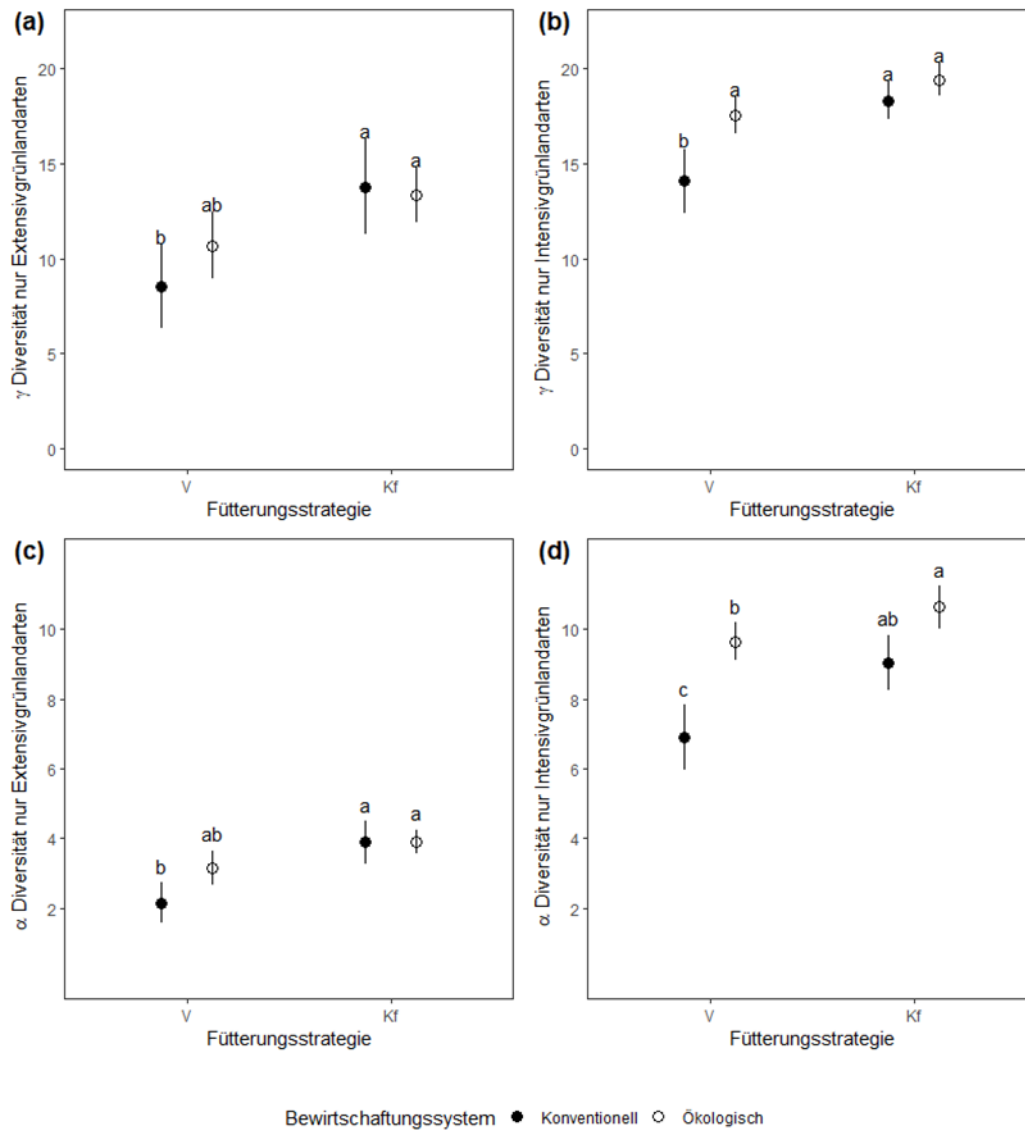 (a)
γ Diversität nur Extensivgrünlandarten
20
15
10
5
0
b
ab
a
a
V
Kf
Fütterungsstrategie
(b)
γ Diversität nur Intensivgrünlandarten
20
15
10
5
0
b
a
a
a
V
Kf
Fütterungsstrategie
(c)
α Diversität nur Extensivgrünlandarten
10
8
6
4
2
b
ab
a
a
V
Kf
Fütterungsstrategie
(d)
α Diversität nur Intensivgrünlandarten
10
8
6
4
2
c
b
ab
a
V
Kf
Fütterungsstrategie
Bewirtschaftungssystem Konventionell Ökologisch